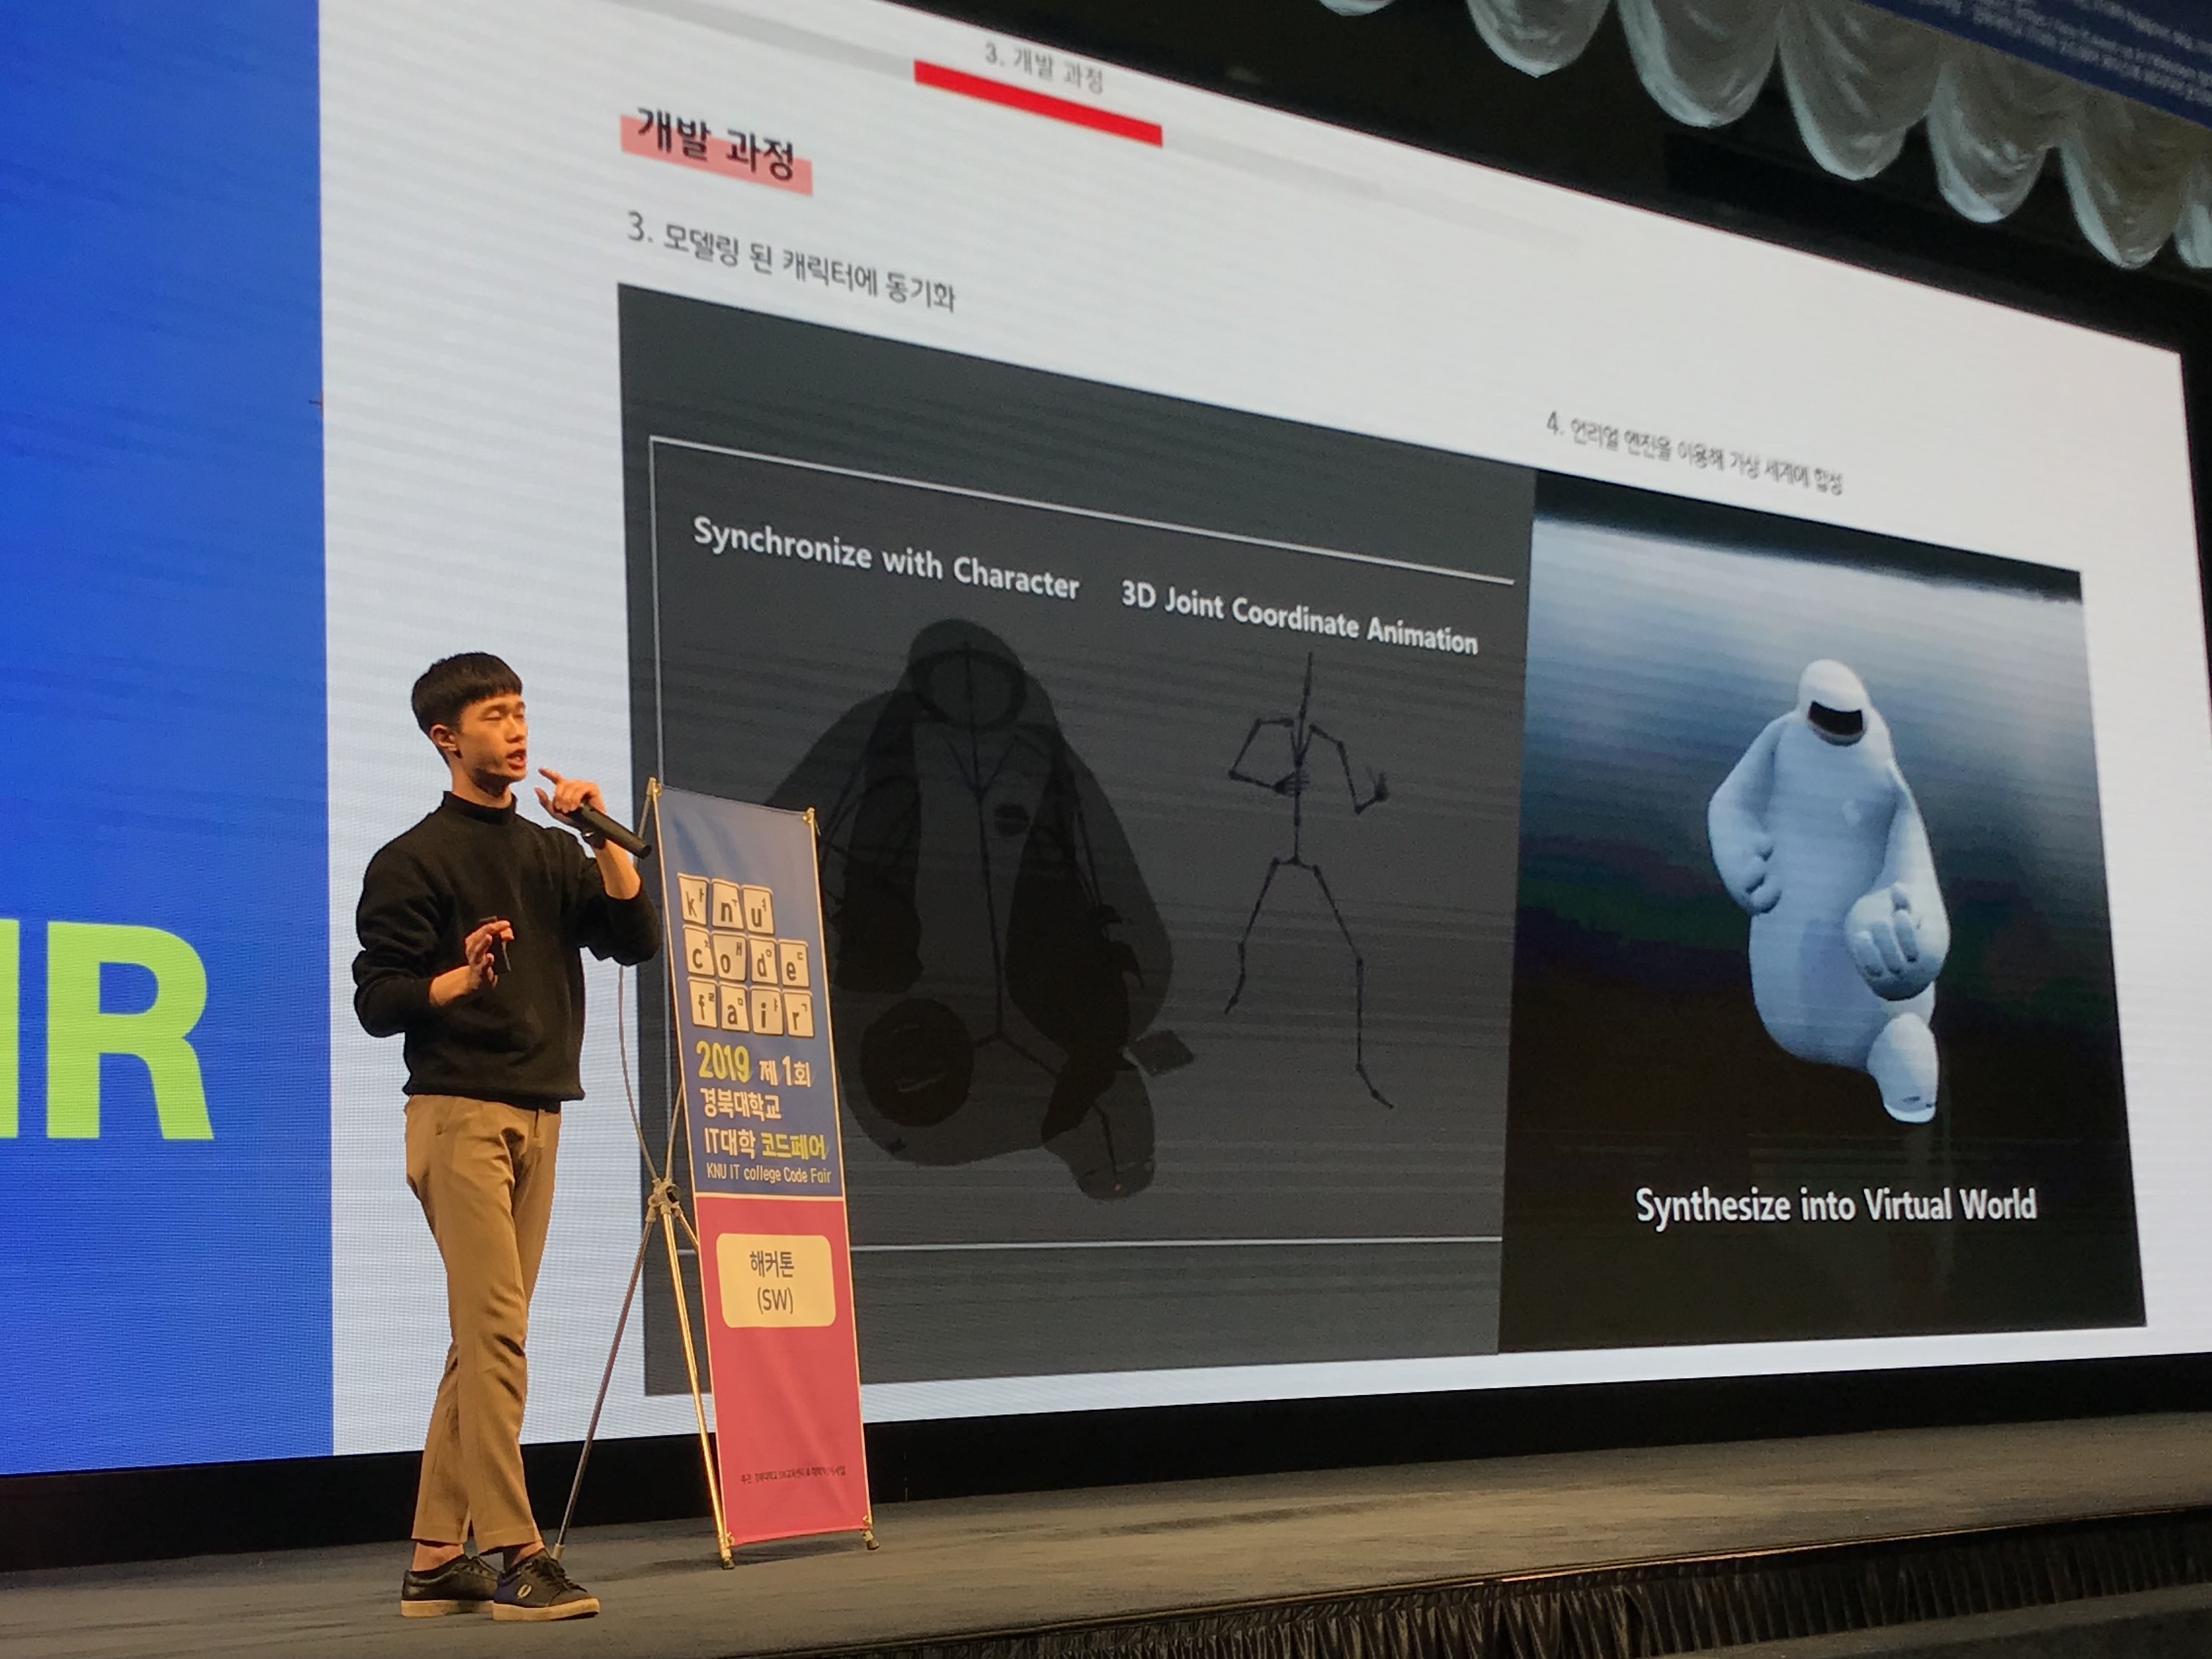 3. 개발 과정
개발 과정
3. 모델링 된 캐릭터에 동기화
4. 언리얼 엔진을 이용해 가상 세계에 합성
Synchronize with Character
3D Joint Coordinate Animation
Synthesize into Virtual World
IR
knu
code
fair
2019 제1회
경북대학교
IT대학 코드페어
KNU IT college Code Fair
해커톤
(SW)